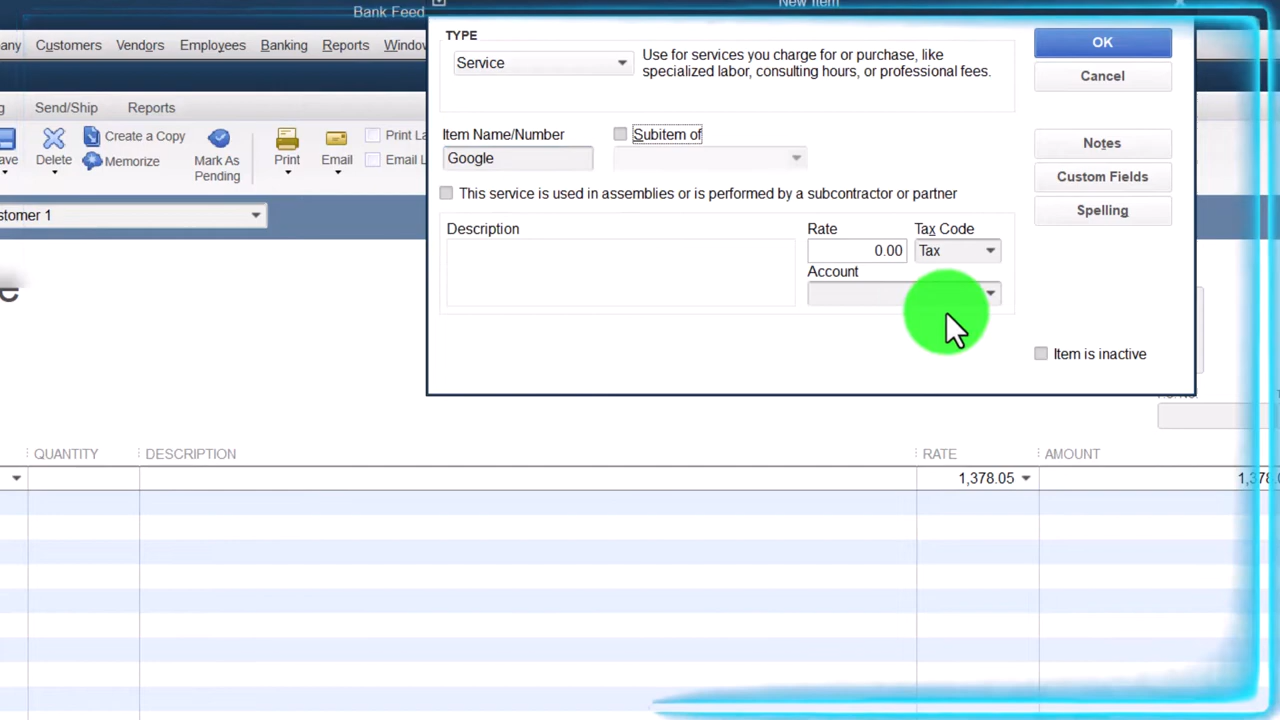 Bank Feed
New Item
Customers Vendors Employees Banking Reports Window
Send/Ship Reports
Delete
Create a Copy
Memorize
Mark As
Pending
Print
Email
Print La
Email L
stomer 1
TYPE
Service
Use for services you charge for or purchase, like
specialized labor, consulting hours, or professional fees.
OK
Cancel
Item Name/Number
Subitem of
Google
Notes
Custom Fields
Spelling
This service is used in assemblies or is performed by a subcontractor or partner
Description
Rate
Tax Code
0.00
Tax
Account
Item is inactive
QUANTITY DESCRIPTION RATE AMOUNT
1,378.05 1,378.0